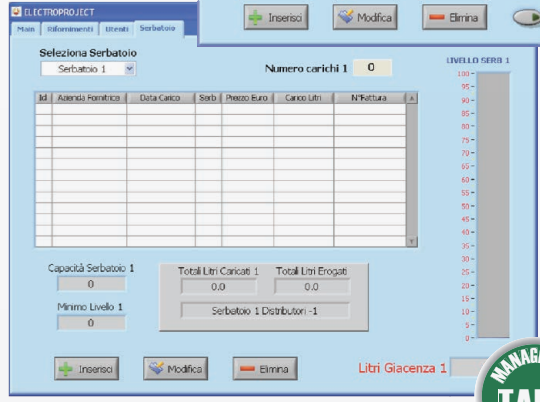 ELECTROPROJECT
Main Rifornimenti Utenti Serbatoio
Inserisci Modifica Elimina
Seleziona Serbatoio
Serbatoio 1
Numero carichi 1 0
LIVELLO SERB 1
Id Azienda Fornitrice Data Carico Serb Prezzo Euro Carico Litri N°Fattura
100
95
90
85
80
75
70
65
60
55
50
45
40
35
30
25
20
15
10
5
0
Capacità Serbatoio 1
0
Minimo Livello 1
0
Totali Litri Caricati 1 Totali Litri Erogati
0.0 0.0
Serbatoio 1 Distributori -1
Inserisci Modifica Elimina
Litri Giacenza 1